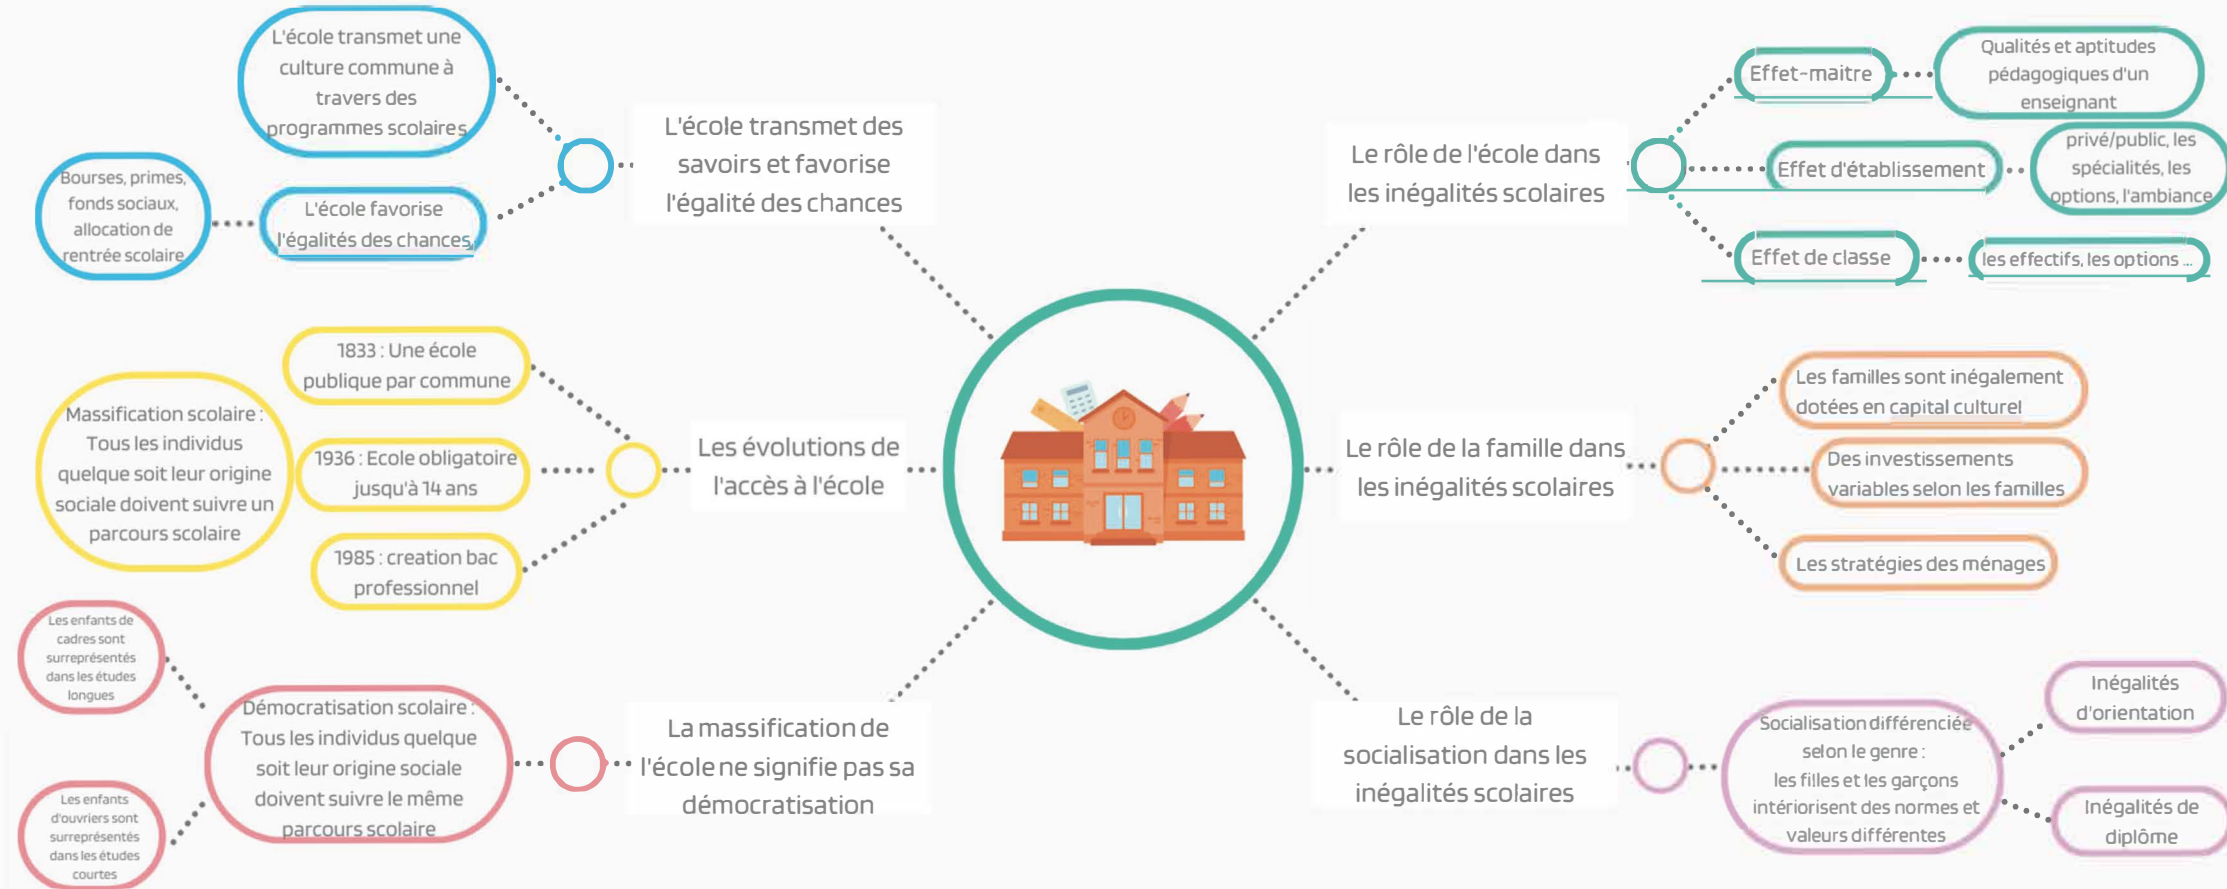 L'école transmet une
culture commune à
travers des
programmes scolaires
Bourses, primes,
fonds sociaux,
allocation de
rentrée scolaire
L'école favorise
l'égalités des chances
L'école transmet des
savoirs et favorise
l'égalité des chances
1833 : Une école
publique par commune
Massification scolaire :
Tous les individus
quelque soit leur origine
sociale doivent suivre un
parcours scolaire
1936 : Ecole obligatoire
jusqu'à 14 ans
1985 : creation bac
professionnel
Les évolutions de
l'accès à l'école
Les enfants de
cadres sont
surreprésentés
dans les études
longues
Démocratisation scolaire :
Tous les individus quelque
soit leur origine sociale
doivent suivre le même
parcours scolaire
Les enfants
d'ouvriers sont
surreprésentés
dans les études
courtes
La massification de
l'école ne signifie pas sa
démocratisation
Le rôle de l'école dans
les inégalités scolaires
Effet-maitre
Qualités et aptitudes
pédagogiques d'un
enseignant
Effet d'établissement
privé/public, les
spécialités, les
options, l'ambiance
Effet de classe
les effectifs, les options ...
Le rôle de la famille dans
les inégalités scolaires
Les familles sont inégalement
dotées en capital culturel
Des investissements
variables selon les familles
Les stratégies des ménages
Le rôle de la
socialisation dans les
inégalités scolaires
Socialisation différenciée
selon le genre :
les filles et les garçons
intériorisent des normes et
valeurs différentes
Inégalités
d'orientation
Inégalités de
diplôme